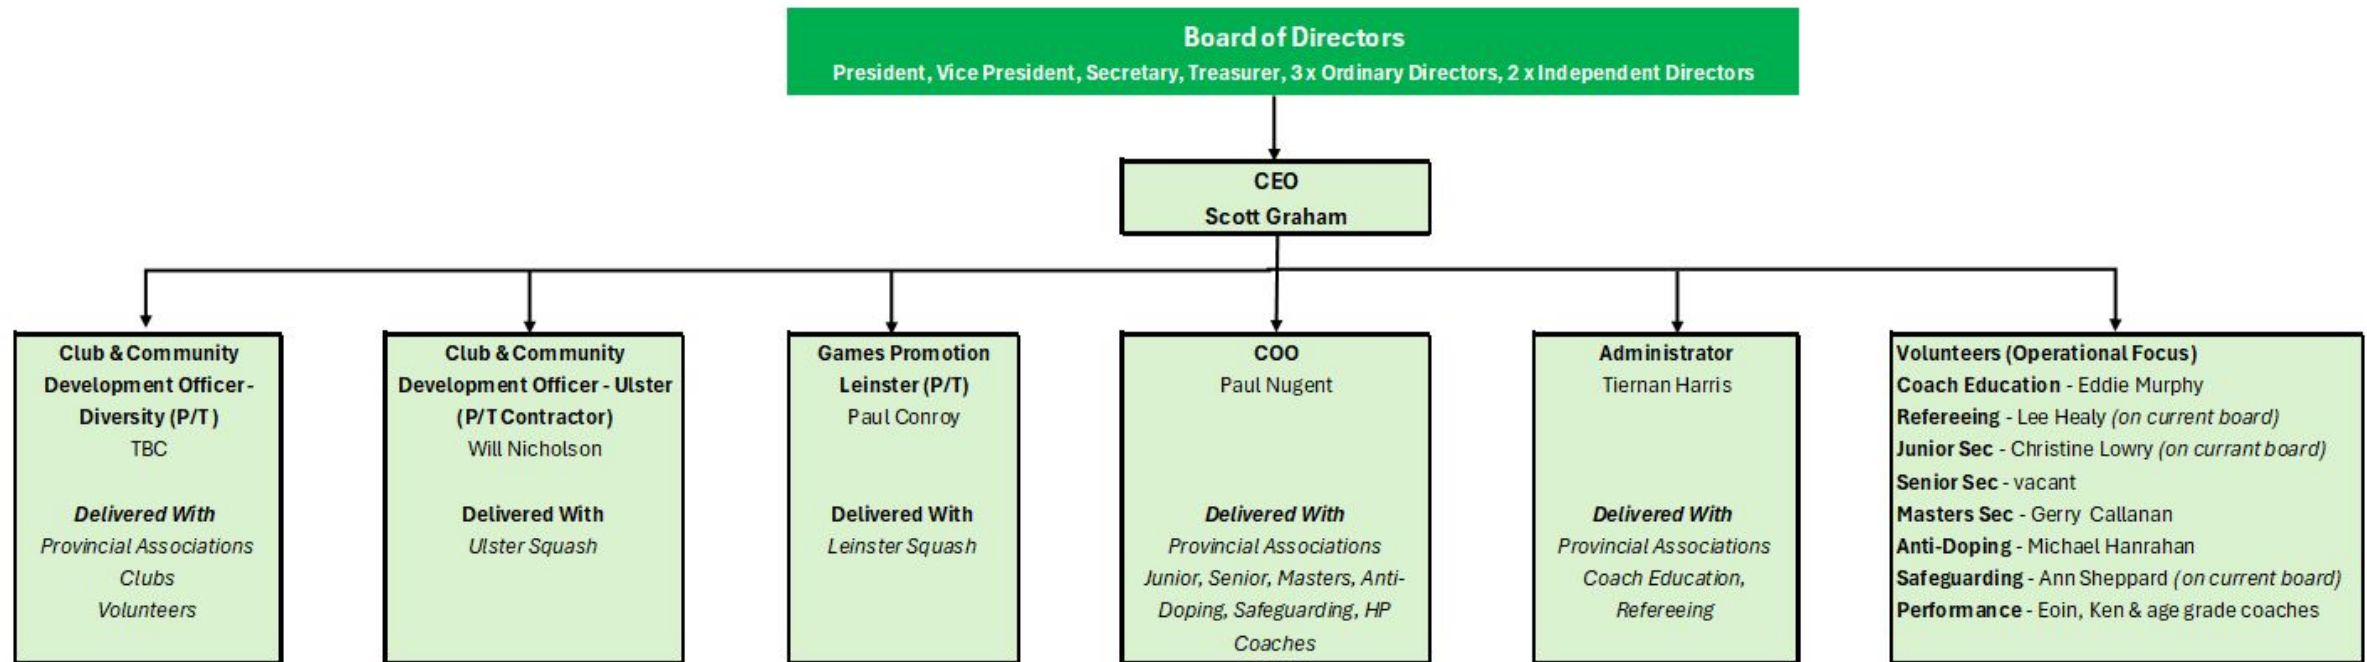 Board of Directors
President, Vice President, Secretary, Treasurer, 3 x Ordinary Directors, 2 x Independent Directors
CEO
Scott Graham
Club & Community
Development Officer-
Diversity (P/T)
TBC
Delivered With
Provincial Associations
Clubs
Volunteers
Club & Community
Development Officer - Ulster
(P/T Contractor)
Will Nicholson
Delivered With
Ulster Squash
Games Promotion
Leinster (P/T)
Paul Conroy
Delivered With
Leinster Squash
COO
Paul Nugent
Delivered With
Provincial Associations
Junior, Senior, Masters, Anti-
Doping, Safeguarding, HP
Coaches
Administrator
Tiernan Harris
Delivered With
Provincial Associations
Coach Education,
Refereeing
Volunteers (Operational Focus)
Coach Education - Eddie Murphy
Refereeing - Lee Healy (on current board)
Junior Sec - Christine Lowry (on currant board)
Senior Sec - vacant
Masters Sec - Gerry Callanan
Anti-Doping - Michael Hanrahan
Safeguarding - Ann Sheppard (on current board)
Performance - Eoin, Ken & age grade coaches